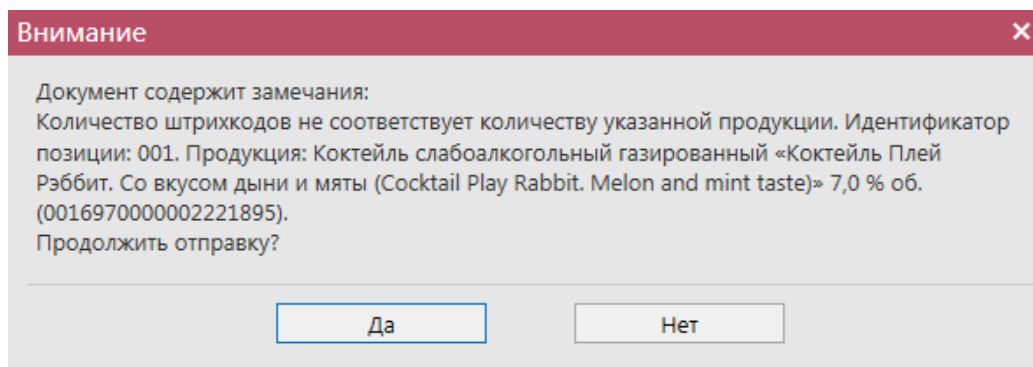 Внимание
Документ содержит замечания:
Количество штрихкодов не соответствует количеству указанной продукции. Идентификатор
позиции: 001. Продукция: Коктейль слабоалкогольный газированный «Коктейль Плей
Рэббит. Со вкусом дыни и мяты (Cocktail Play Rabbit. Melon and mint taste)» 7,0 % об.
(0016970000002221895).
Продолжить отправку?
Да
Нет